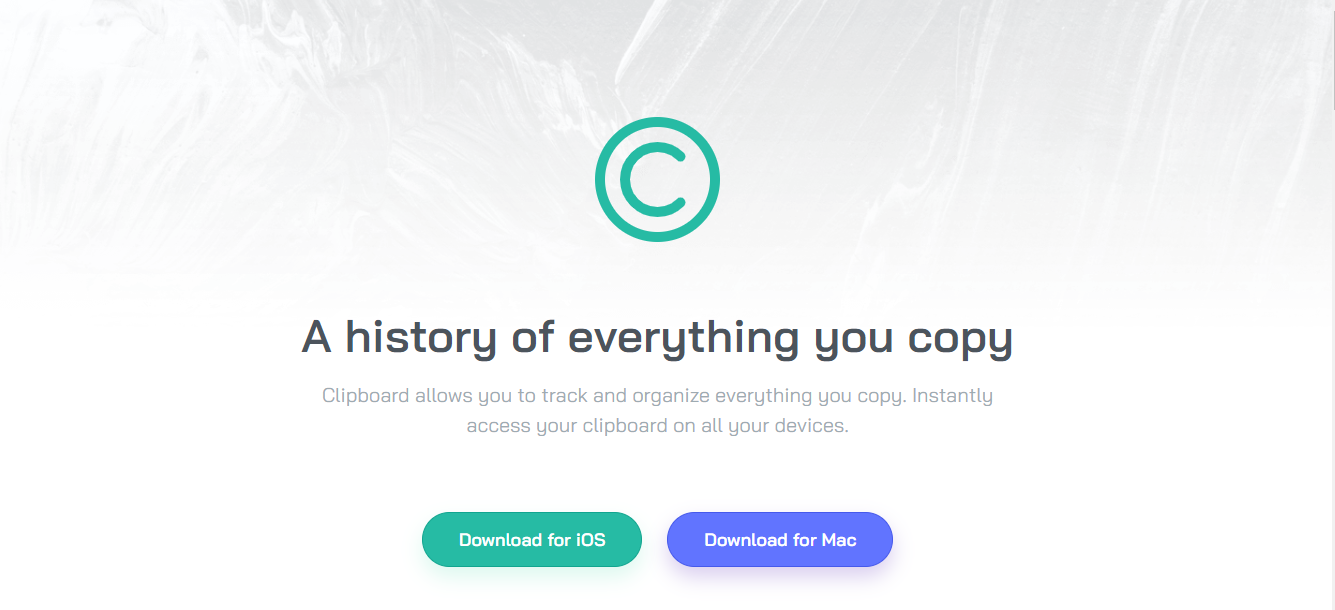 A history of everything you copy
Clipboard allows you to track and organize everything you copy. Instantly
access your clipboard on all your devices.
Download for iOS
Download for Mac